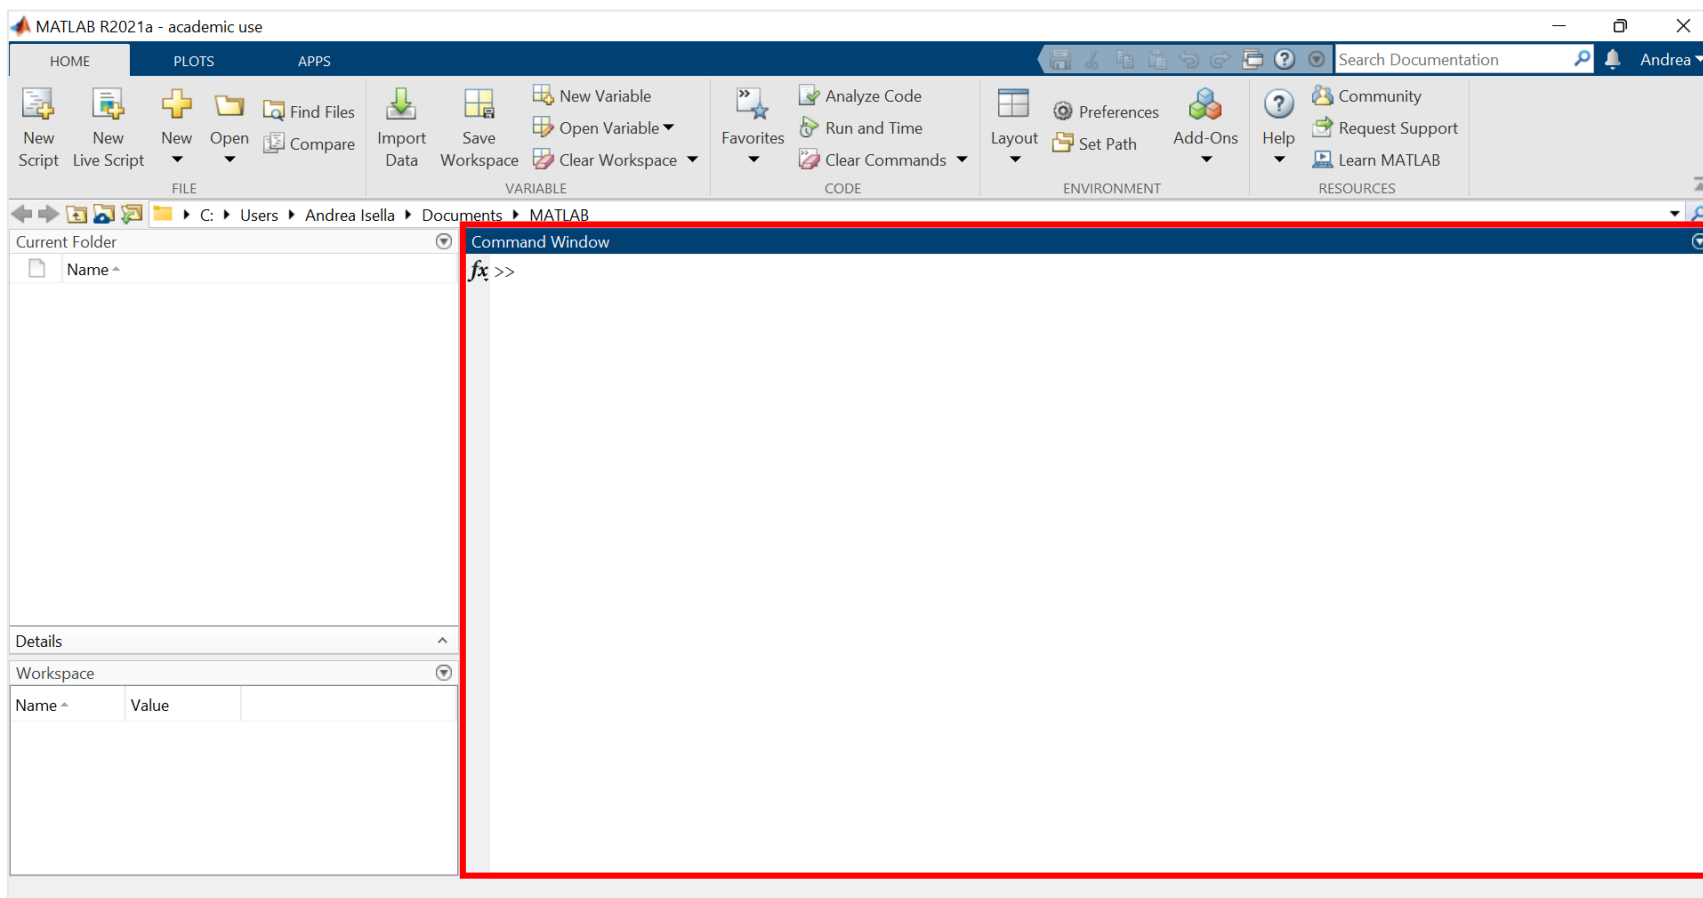 MATLAB R2021a - academic use
HOME PLOTS APPS
Search Documentation
Andrea
New Script
New Live Script
New
Open
Find Files
Compare
FILE
Import Data
Save Workspace
New Variable
Open Variable
Clear Workspace
VARIABLE
Favorites
Analyze Code
Run and Time
Clear Commands
CODE
Layout
Preferences
Set Path
Add-Ons
ENVIRONMENT
Help
Community
Request Support
Learn MATLAB
RESOURCES
C: Users Andrea Isella Documents MATLAB
Current Folder
Name
Details
Workspace
Name Value
Command Window
fx >>